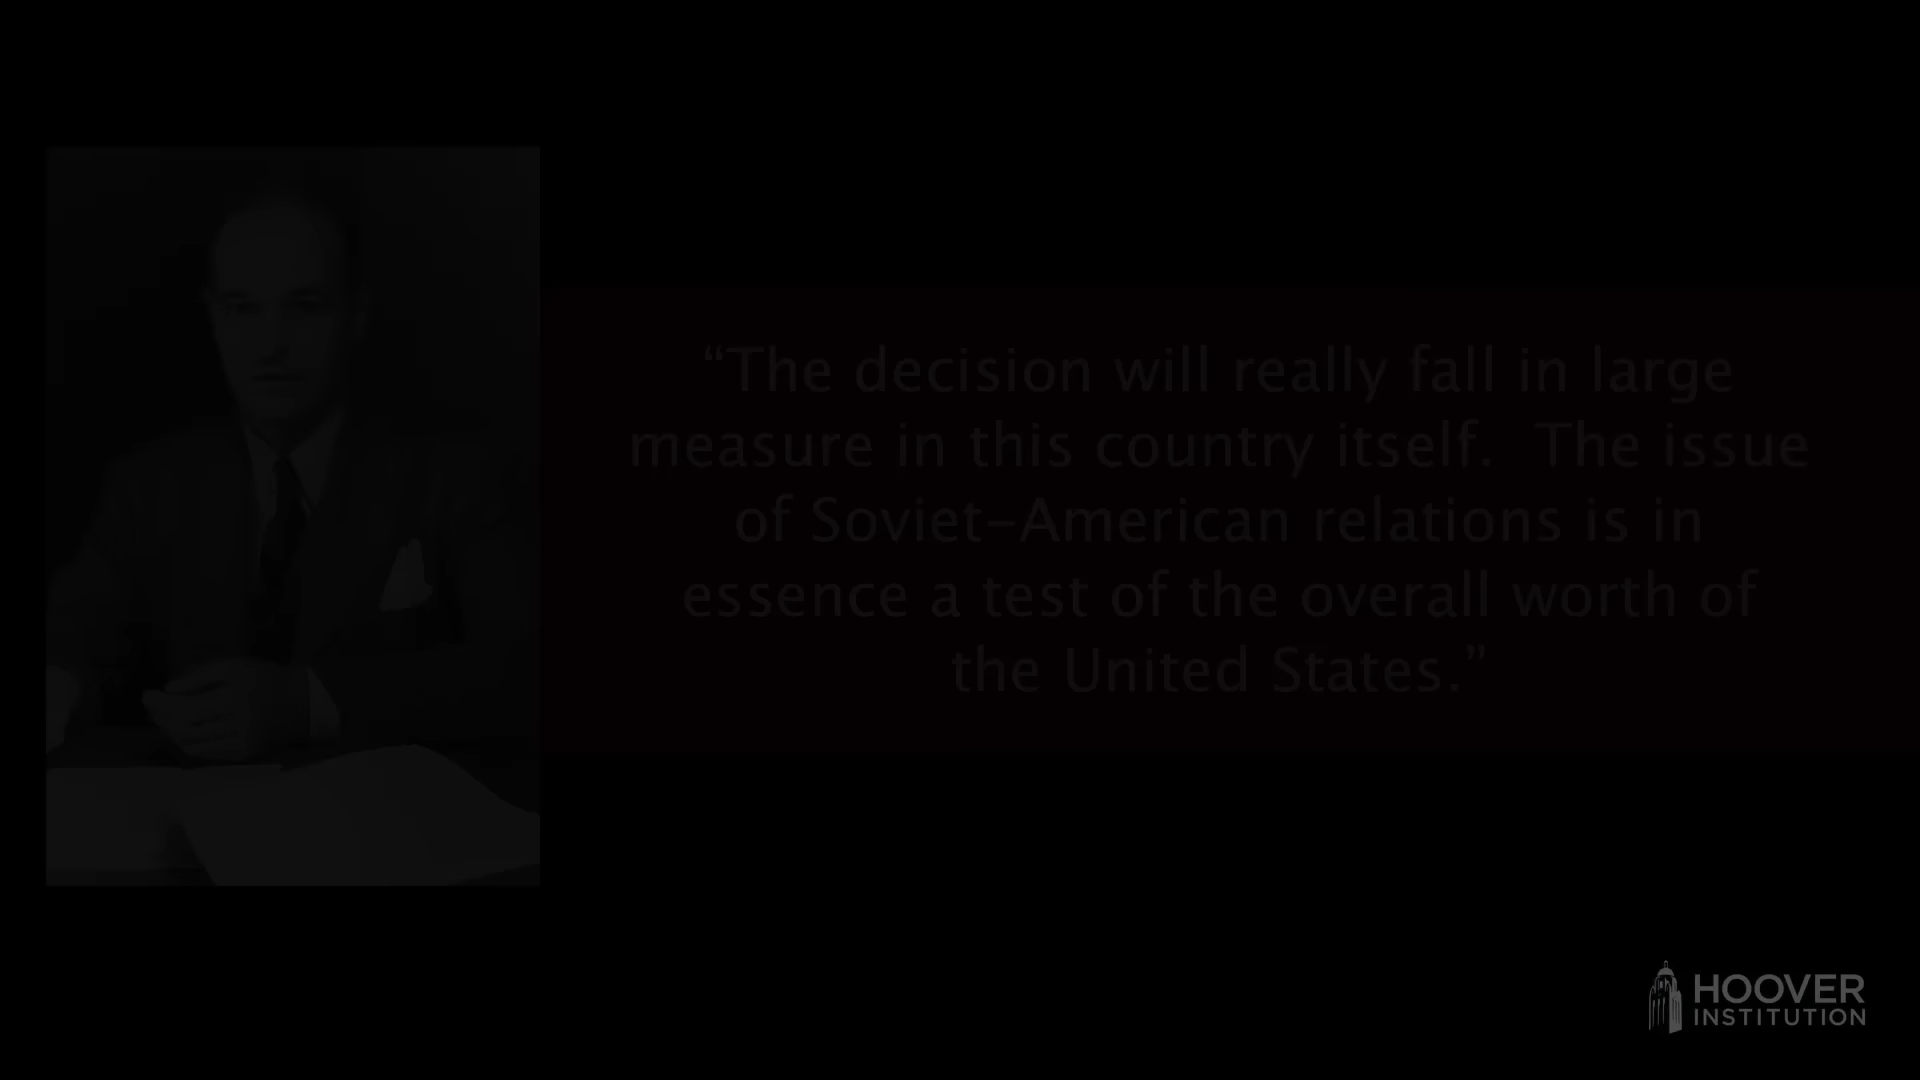 “The decision will really fall in large
measure in this country itself.  The issue
of Soviet–American relations is in
essence a test of the overall worth of
the United States.”
HOOVER
INSTITUTION